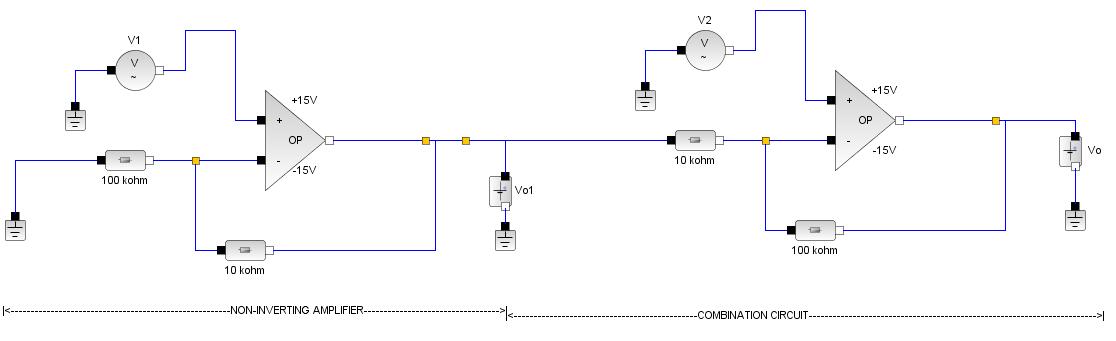 V1
V
~
+15V
+
OP
-
-15V
100 kohm
10 kohm
Vo1
V2
V
~
+15V
+
OP
-
-15V
10 kohm
100 kohm
Vo
|<---NON-INVERTING AMPLIFIER--->|
<---COMBINATION CIRCUIT--->|